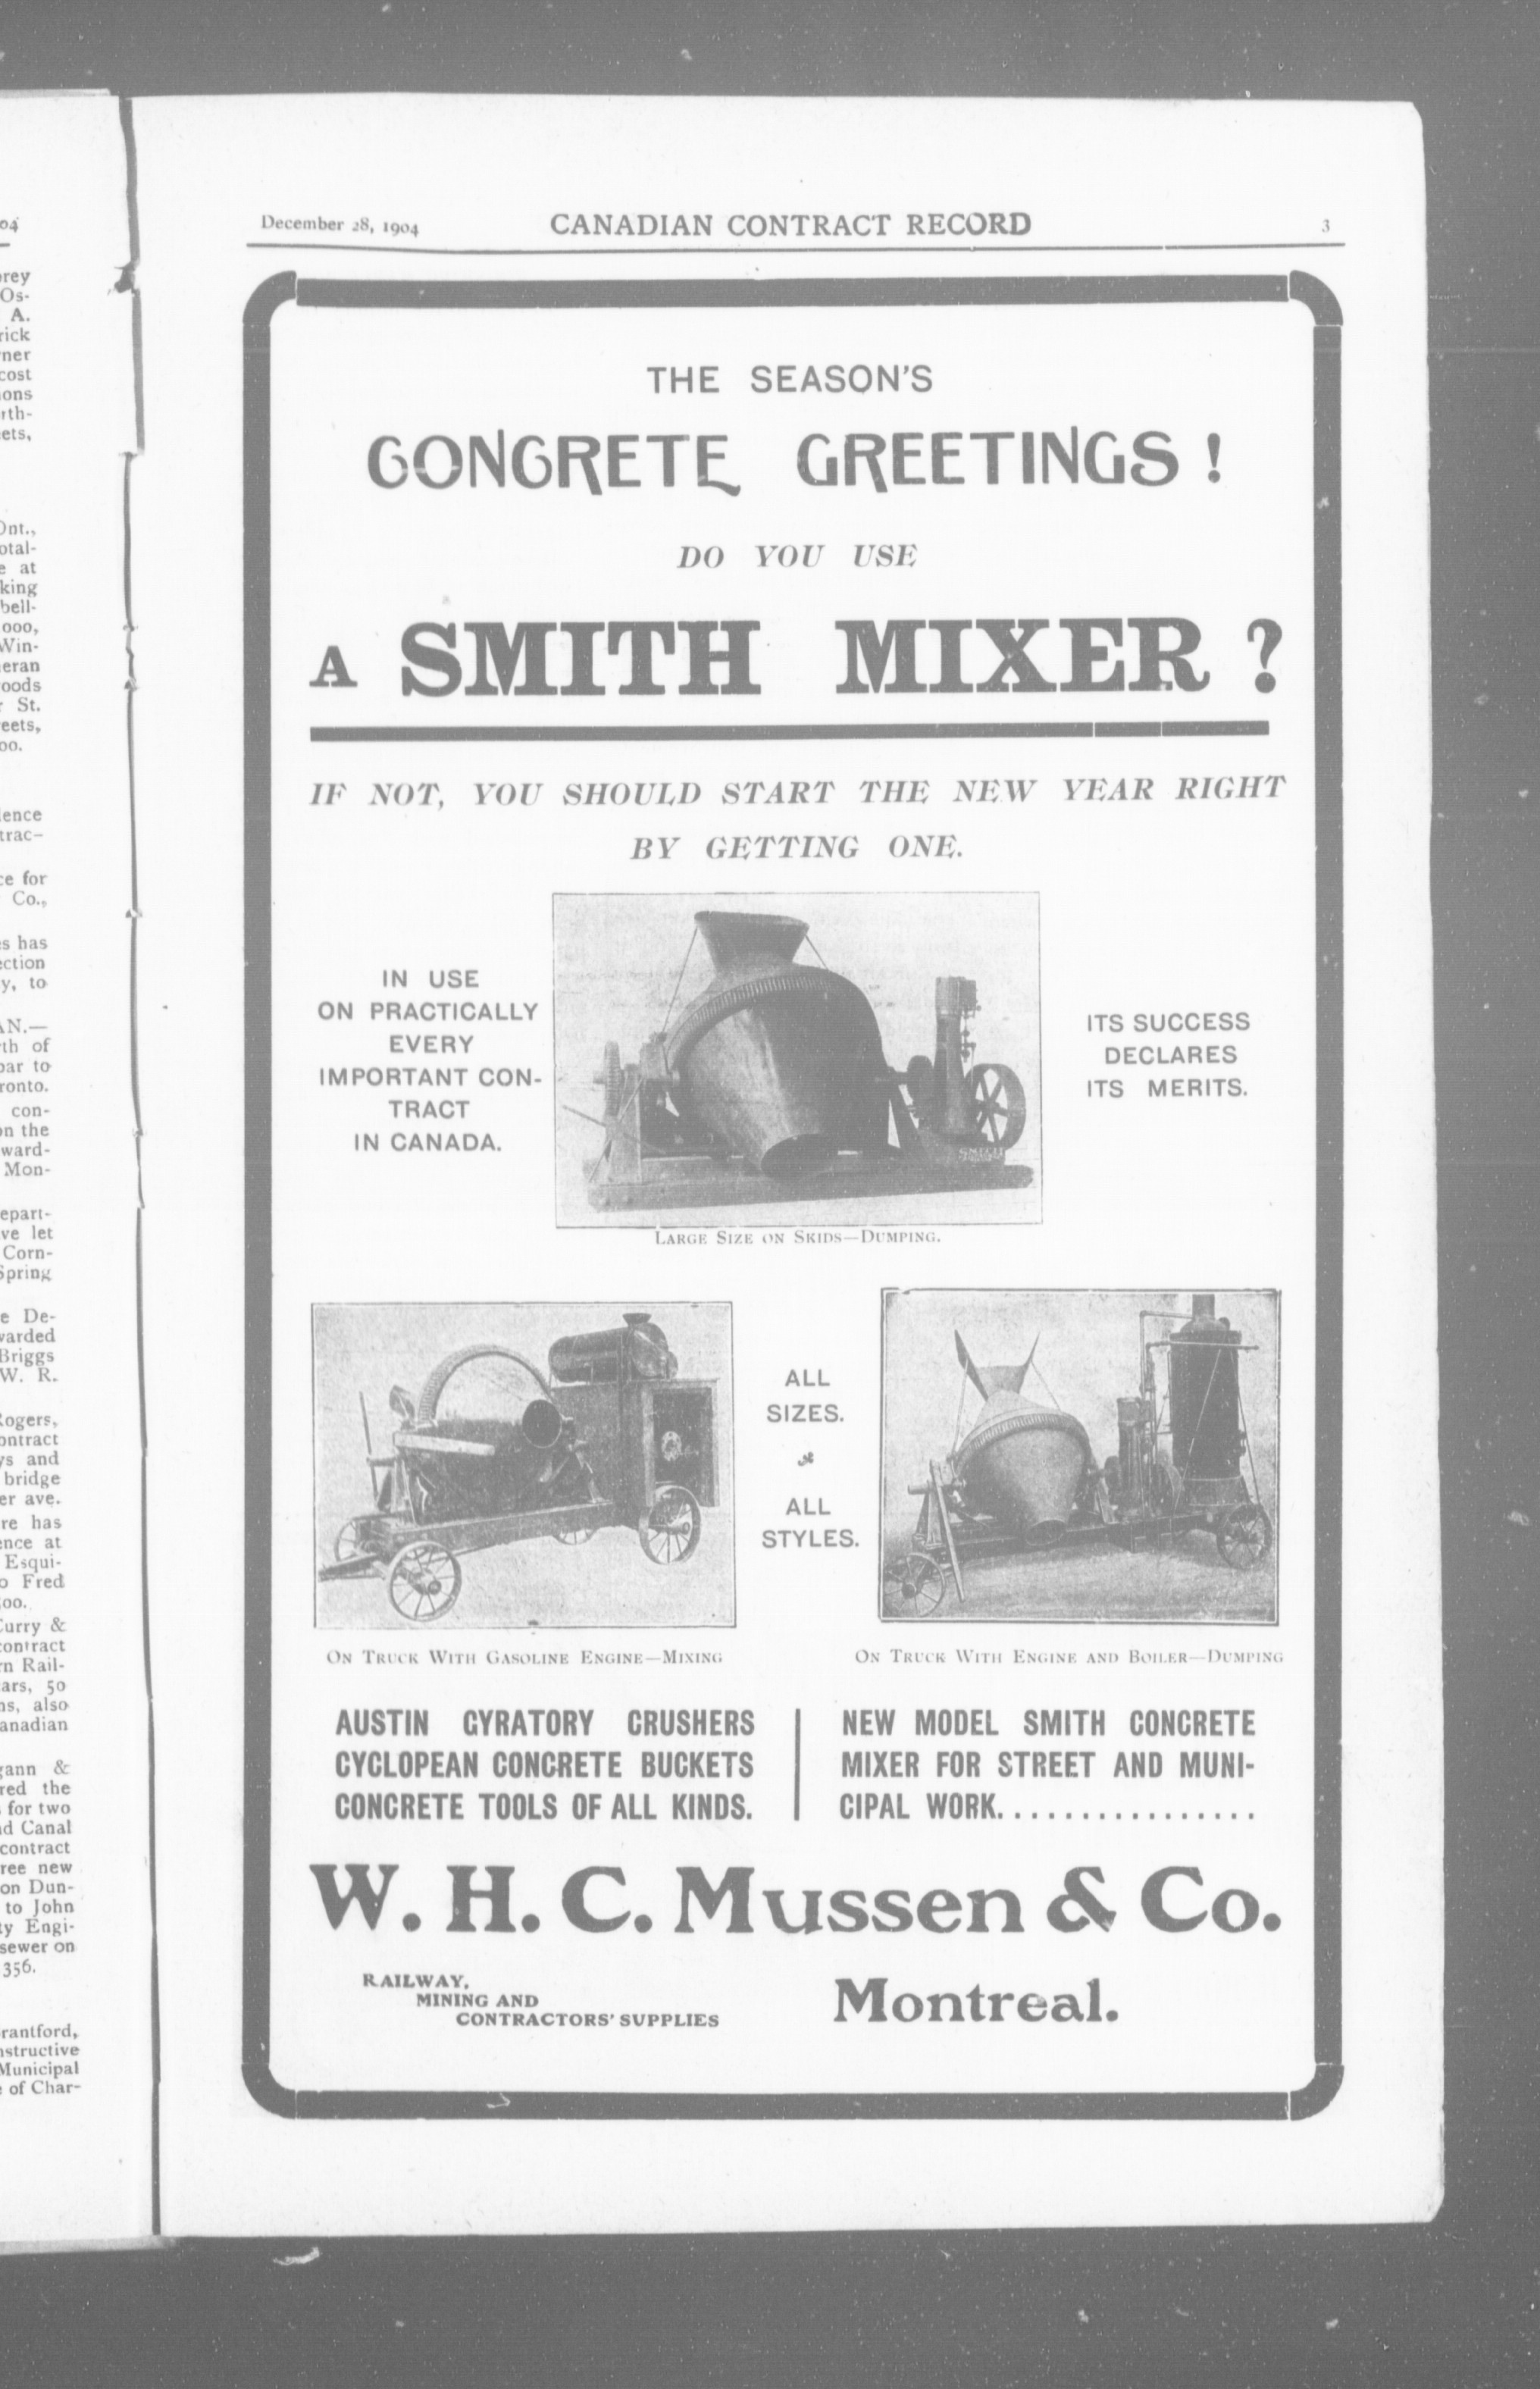 December 28, 1904
CANADIAN CONTRACT RECORD
3
THE SEASON'S
CONCRETE GREETINGS!
DO YOU USE
A SMITH MIXER?
IF NOT, YOU SHOULD START THE NEW YEAR RIGHT
BY GETTING ONE.
IN USE
ON PRACTICALLY
EVERY
IMPORTANT CON-
TRACT
IN CANADA.
ITS SUCCESS
DECLARES
ITS MERITS.
LARGE SIZE ON SKIDS—DUMPING.
ALL
SIZES.
ALL
STYLES.
ON TRUCK WITH GASOLINE ENGINE—MIXING
ON TRUCK WITH ENGINE AND BOILER—DUMPING
AUSTIN GYRATORY CRUSHERS
CYCLOPEAN CONCRETE BUCKETS
CONCRETE TOOLS OF ALL KINDS.
NEW MODEL SMITH CONCRETE
MIXER FOR STREET AND MUNI-
CIPAL WORK................
W. H. C. Mussen & Co.
RAILWAY,
MINING AND
CONTRACTORS' SUPPLIES
Montreal.